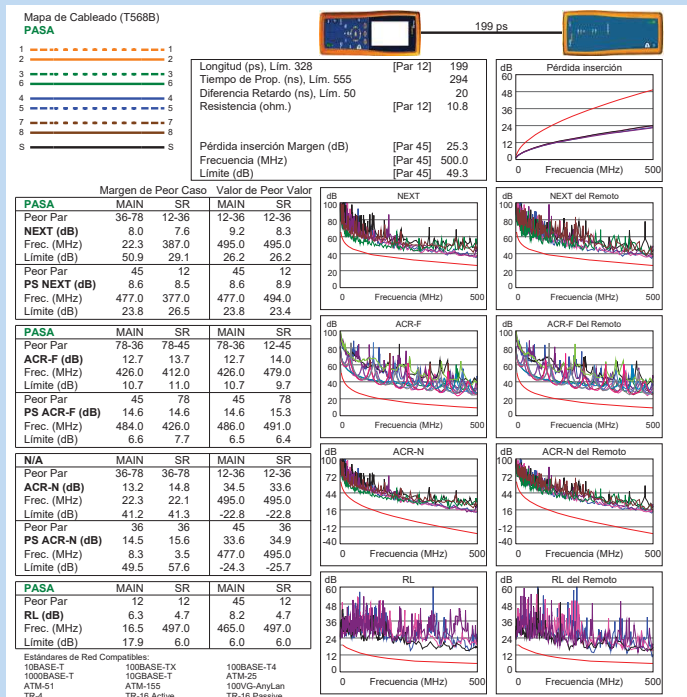 Mapa de Cableado (T568B)
PASA
199 ps
1 1
2 2
3 3
6 6
4 4
5 5
7 7
8 8
S S
Longitud (ps), Lím. 328 [Par 12] 199
Tiempo de Prop. (ns), Lím. 555 294
Diferencia Retardo (ns), Lím. 50 20
Resistencia (ohm.) [Par 12] 10.8
Pérdida inserción Margen (dB) [Par 45] 25.3
Frecuencia (MHz) [Par 45] 500.0
Límite (dB) [Par 45] 49.3
dB Pérdida inserción
60
48
36
24
12
0
0 Frecuencia (MHz) 500
Margen de Peor Caso Valor de Peor Valor
PASA MAIN SR MAIN SR
Peor Par 36-78 12-36 12-36 12-36
NEXT (dB) 8.0 7.6 9.2 8.3
Frec. (MHz) 22.3 387.0 495.0 495.0
Límite (dB) 50.9 29.1 26.2 26.2
Peor Par 45 12 45 12
PS NEXT (dB) 8.6 8.5 8.6 8.9
Frec. (MHz) 477.0 377.0 477.0 494.0
Límite (dB) 23.8 26.5 23.8 23.4
dB NEXT
100
80
60
40
20
0
0 Frecuencia (MHz) 500
dB NEXT del Remoto
100
80
60
40
20
0
0 Frecuencia (MHz) 500
PASA MAIN SR MAIN SR
Peor Par 78-36 78-45 78-36 12-45
ACR-F (dB) 12.7 13.7 12.7 14.0
Frec. (MHz) 426.0 412.0 426.0 479.0
Límite (dB) 10.7 11.0 10.7 9.7
Peor Par 45 78 45 78
PS ACR-F (dB) 14.6 14.6 14.6 15.3
Frec. (MHz) 484.0 426.0 486.0 491.0
Límite (dB) 6.6 7.7 6.5 6.4
dB ACR-F
100
80
60
40
20
0
0 Frecuencia (MHz) 500
dB ACR-F Del Remoto
100
80
60
40
20
0
0 Frecuencia (MHz) 500
N/A MAIN SR MAIN SR
Peor Par 36-78 36-78 12-36 12-36
ACR-N (dB) 13.2 14.8 34.5 33.6
Frec. (MHz) 22.3 22.1 495.0 495.0
Límite (dB) 41.2 41.3 -22.8 -22.8
Peor Par 36 36 45 36
PS ACR-N (dB) 14.5 15.6 33.6 34.9
Frec. (MHz) 8.3 3.5 477.0 495.0
Límite (dB) 49.5 57.6 -24.3 -25.7
dB ACR-N
100
72
44
16
-12
-40
0 Frecuencia (MHz) 500
dB ACR-N del Remoto
100
72
44
16
-12
-40
0 Frecuencia (MHz) 500
PASA MAIN SR MAIN SR
Peor Par 12 12 45 12
RL (dB) 6.3 4.7 8.2 4.7
Frec. (MHz) 16.5 497.0 465.0 497.0
Límite (dB) 17.9 6.0 6.0 6.0
dB RL
60
48
36
24
12
0
0 Frecuencia (MHz) 500
dB RL del Remoto
60
48
36
24
12
0
0 Frecuencia (MHz) 500
Estándares de Red Compatibles:
10BASE-T 100BASE-TX 100BASE-T4
1000BASE-T 10GBASE-T ATM-25
ATM-51 ATM-155 100VG-AnyLan
TR-4 TR-16 Active TR-16 Passive